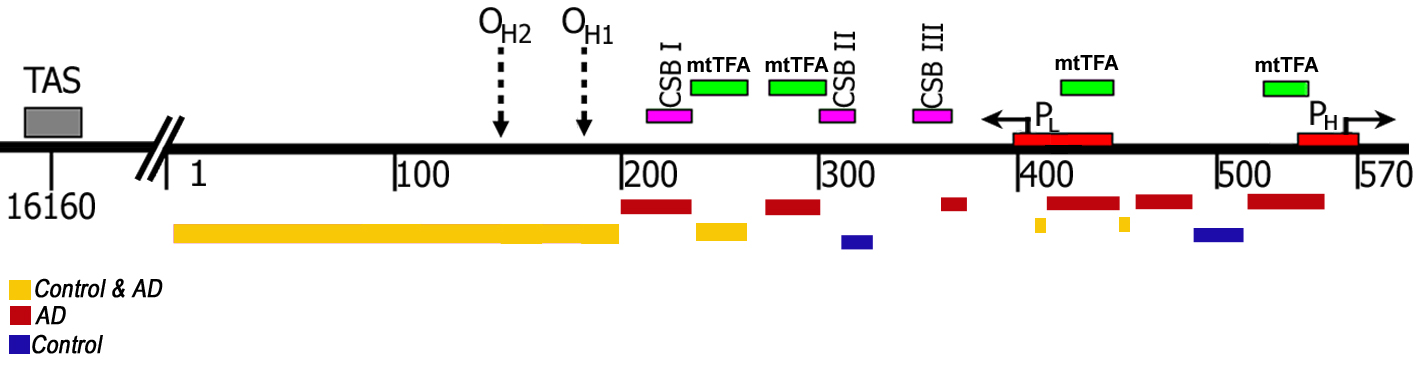 TAS
OH2
OH1
CSB I
mtTFA
mtTFA
CSB II
CSB III
mtTFA
mtTFA
PL
PH
16160
1
100
200
300
400
500
570
Control & AD
AD
Control